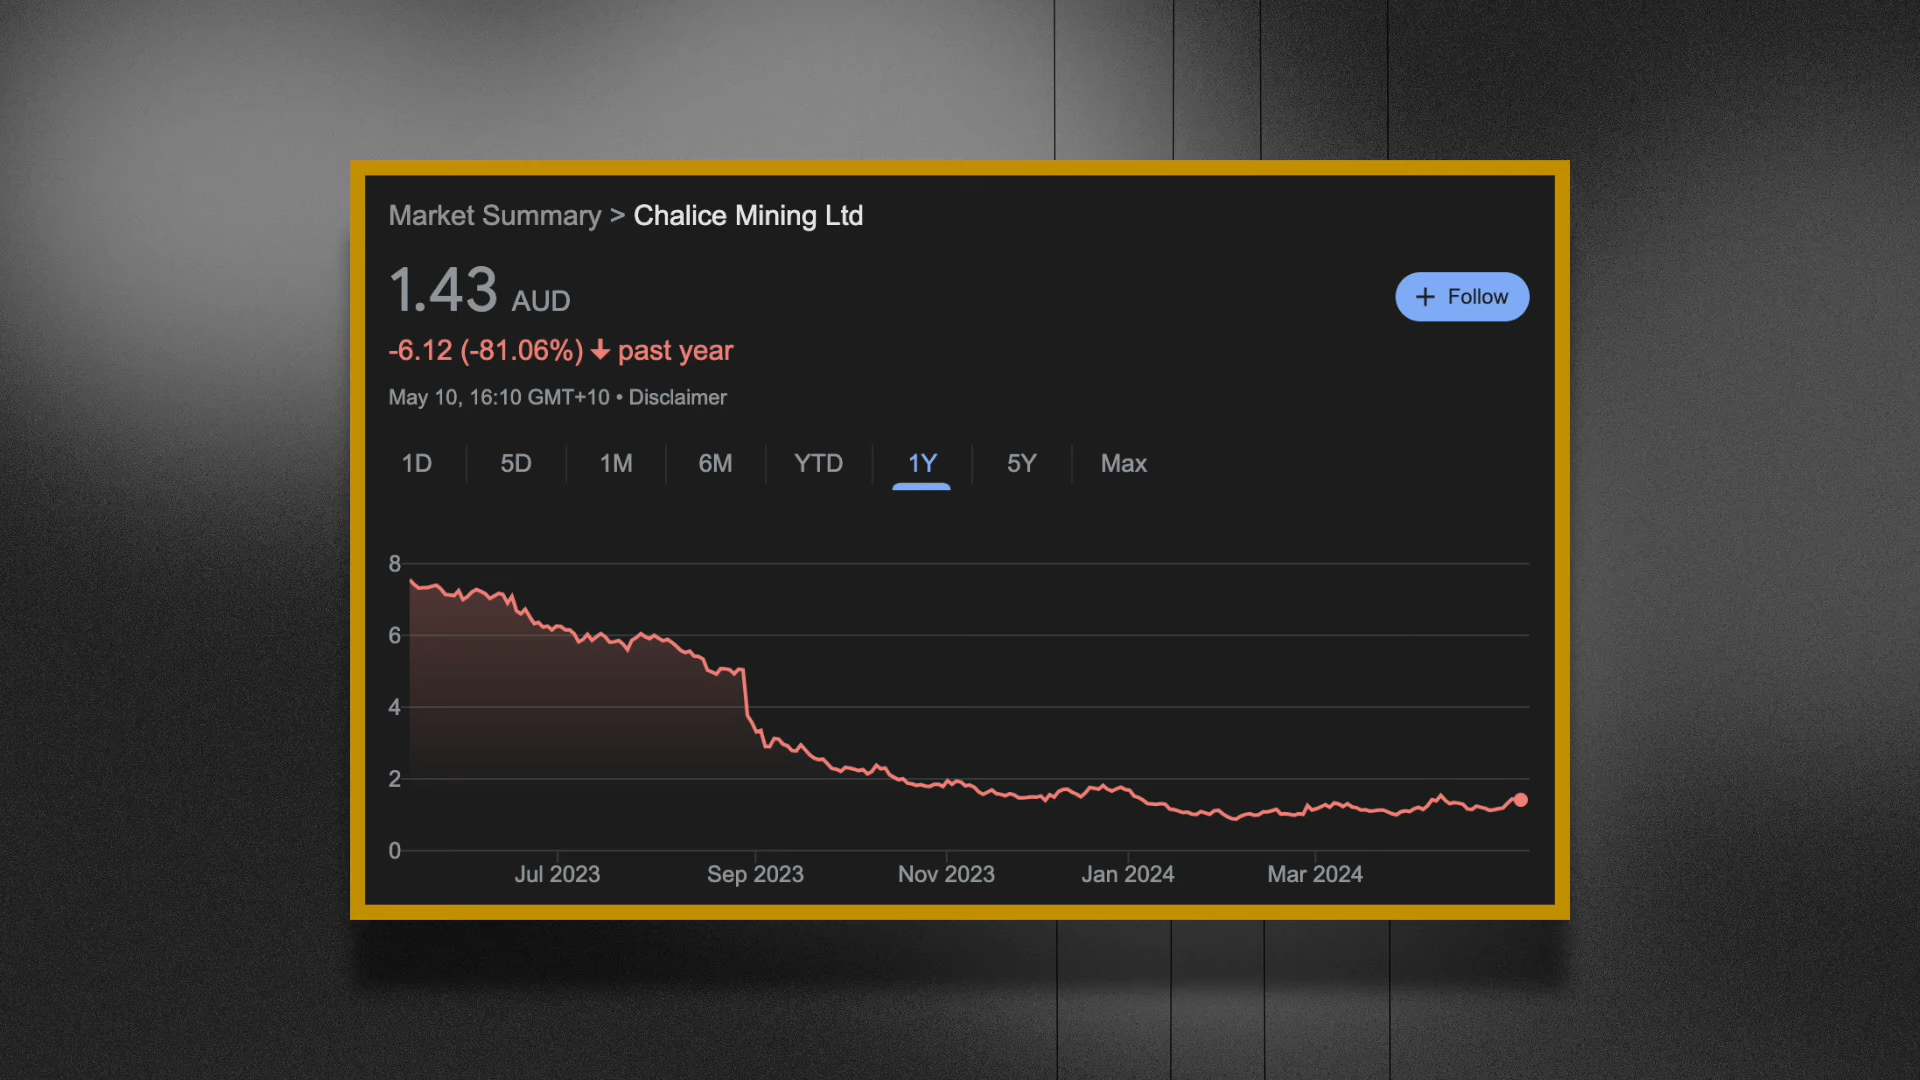 Market Summary > Chalice Mining Ltd
1.43 AUD
+ Follow
-6.12 (-81.06%) ↓ past year
May 10, 16:10 GMT+10 • Disclaimer
1D 5D 1M 6M YTD 1Y 5Y Max
8
6
4
2
0
Jul 2023 Sep 2023 Nov 2023 Jan 2024 Mar 2024